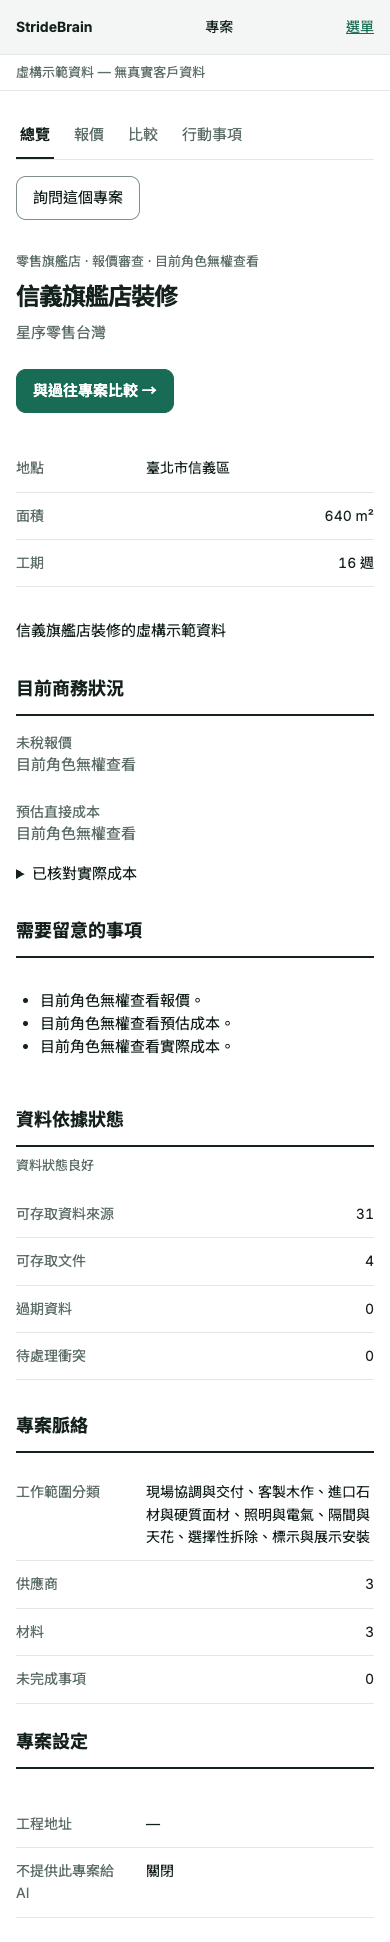 StrideBrain 專案 選單
虛構示範資料 — 無真實客戶資料
總覽 報價 比較 行動事項
詢問這個專案
零售旗艦店 · 報價審查 · 目前角色無權查看
信義旗艦店裝修
星序零售台灣
與過往專案比較 →
地點 臺北市信義區
面積 640 m²
工期 16 週
信義旗艦店裝修的虛構示範資料
目前商務狀況
未稅報價
目前角色無權查看
預估直接成本
目前角色無權查看
▶ 已核對實際成本
需要留意的事項
• 目前角色無權查看報價。
• 目前角色無權查看預估成本。
• 目前角色無權查看實際成本。
資料依據狀態
資料狀態良好
可存取資料來源 31
可存取文件 4
過期資料 0
待處理衝突 0
專案脈絡
工作範圍分類 現場協調與交付、客製木作、進口石
材與硬質面材、照明與電氣、隔間與
天花、選擇性拆除、標示與展示安裝
供應商 3
材料 3
未完成事項 0
專案設定
工程地址 —
不提供此專案給 關閉
AI